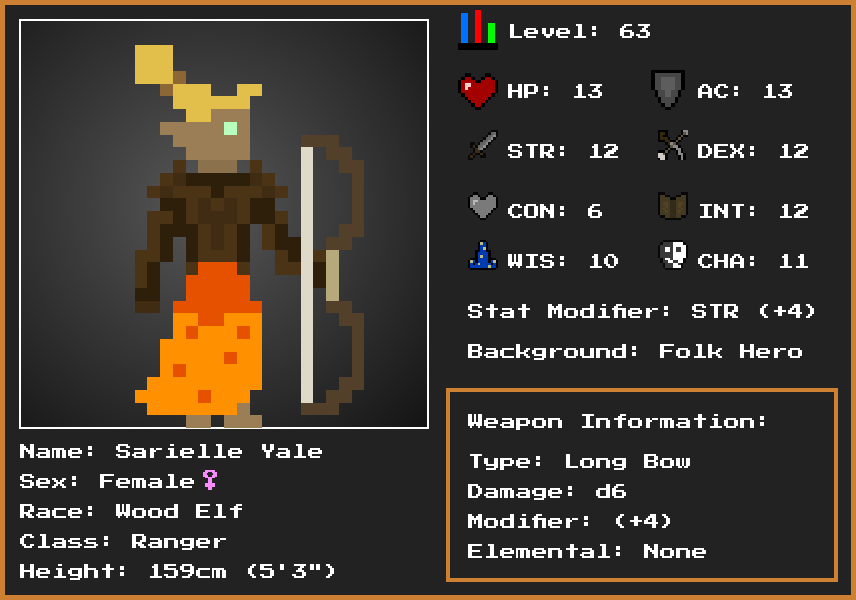 Level: 63
HP: 13 AC: 13
STR: 12 DEX: 12
CON: 6 INT: 12
WIS: 10 CHA: 11
Stat Modifier: STR (+4)
Background: Folk Hero
Weapon Information:
Type: Long Bow
Damage: d6
Modifier: (+4)
Elemental: None
Name: Sarielle Yale
Sex: Female♀
Race: Wood Elf
Class: Ranger
Height: 159cm (5'3")